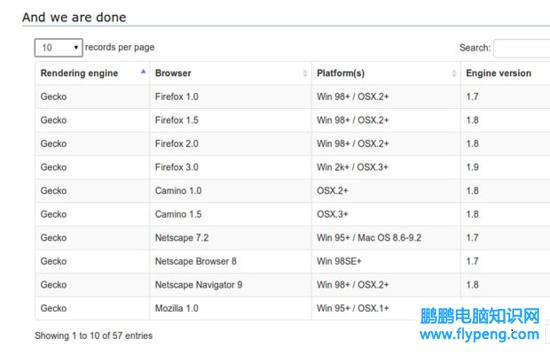 And we are done
10 records per page Search:
Rendering engine Browser Platform(s) Engine version
Gecko Firefox 1.0 Win 98+ / OSX.2+ 1.7
Gecko Firefox 1.5 Win 98+ / OSX.2+ 1.8
Gecko Firefox 2.0 Win 98+ / OSX.2+ 1.8
Gecko Firefox 3.0 Win 2k+ / OSX.3+ 1.9
Gecko Camino 1.0 OSX.2+ 1.8
Gecko Camino 1.5 OSX.3+ 1.8
Gecko Netscape 7.2 Win 95+ / Mac OS 8.6-9.2 1.7
Gecko Netscape Browser 8 Win 98SE+ 1.7
Gecko Netscape Navigator 9 Win 98+ / OSX.2+ 1.8
Gecko Mozilla 1.0 Win 95+ / OSX.1+
Showing 1 to 10 of 57 entries
鹏鹏电脑知识网
www.flypeng.com